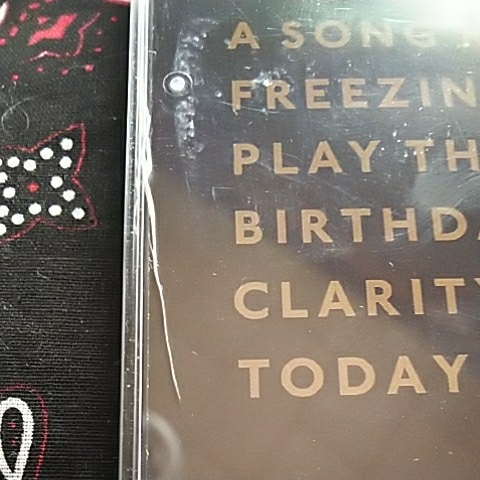 A SONG
FREEZIN
PLAY TH
BIRTHDA
CLARITY
TODAY